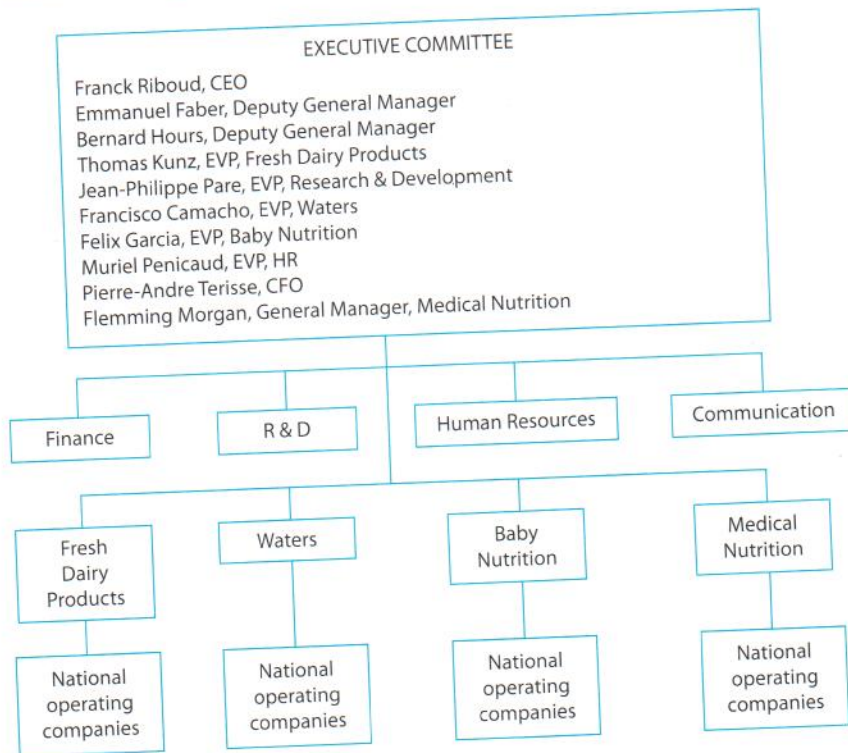 EXECUTIVE COMMITTEE
Franck Riboud, CEO
Emmanuel Faber, Deputy General Manager
Bernard Hours, Deputy General Manager
Thomas Kunz, EVP, Fresh Dairy Products
Jean-Philippe Pare, EVP, Research & Development
Francisco Camacho, EVP, Waters
Felix Garcia, EVP, Baby Nutrition
Muriel Penicaud, EVP, HR
Pierre-Andre Terisse, CFO
Flemming Morgan, General Manager, Medical Nutrition
Finance
R & D
Human Resources
Communication
Fresh
Dairy
Products
Waters
Baby
Nutrition
Medical
Nutrition
National
operating
companies
National
operating
companies
National
operating
companies
National
operating
companies